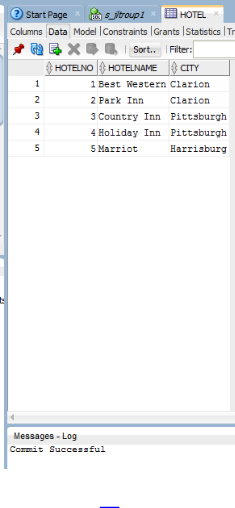 Start Page s_jltroup1 HOTEL
Columns Data Model Constraints Grants Statistics Tr
Sort.. Filter:
HOTELNO HOTELNAME CITY
1 1 Best Western Clarion
2 2 Park Inn Clarion
3 3 Country Inn Pittsburgh
4 4 Holiday Inn Pittsburgh
5 5 Marriot Harrisburg
Messages - Log
Commit Successful